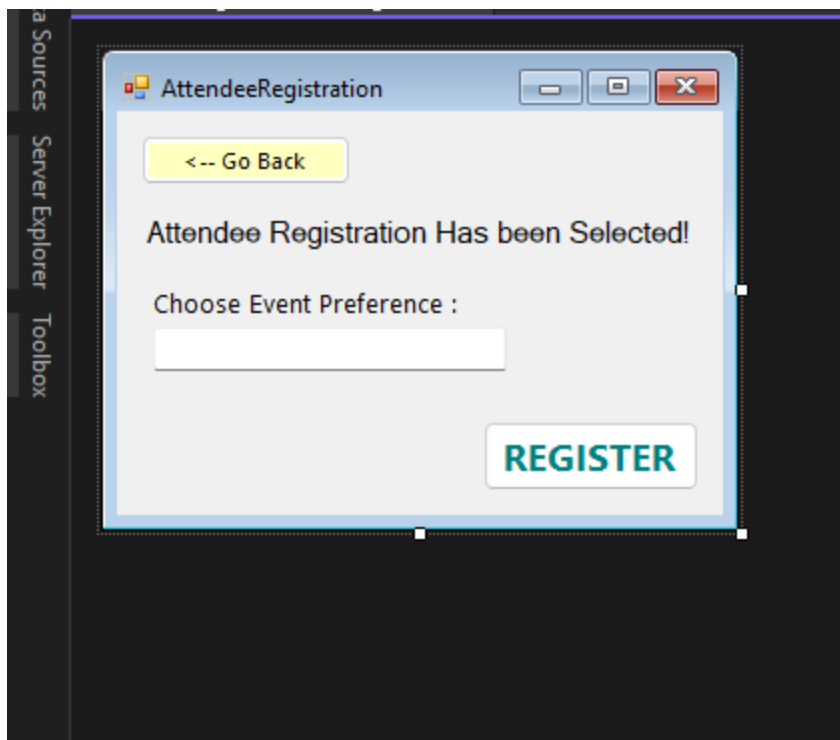 Sources
Server Explorer
Toolbox
AttendeeRegistration
<-- Go Back
Attendee Registration Has been Selected!
Choose Event Preference :
REGISTER